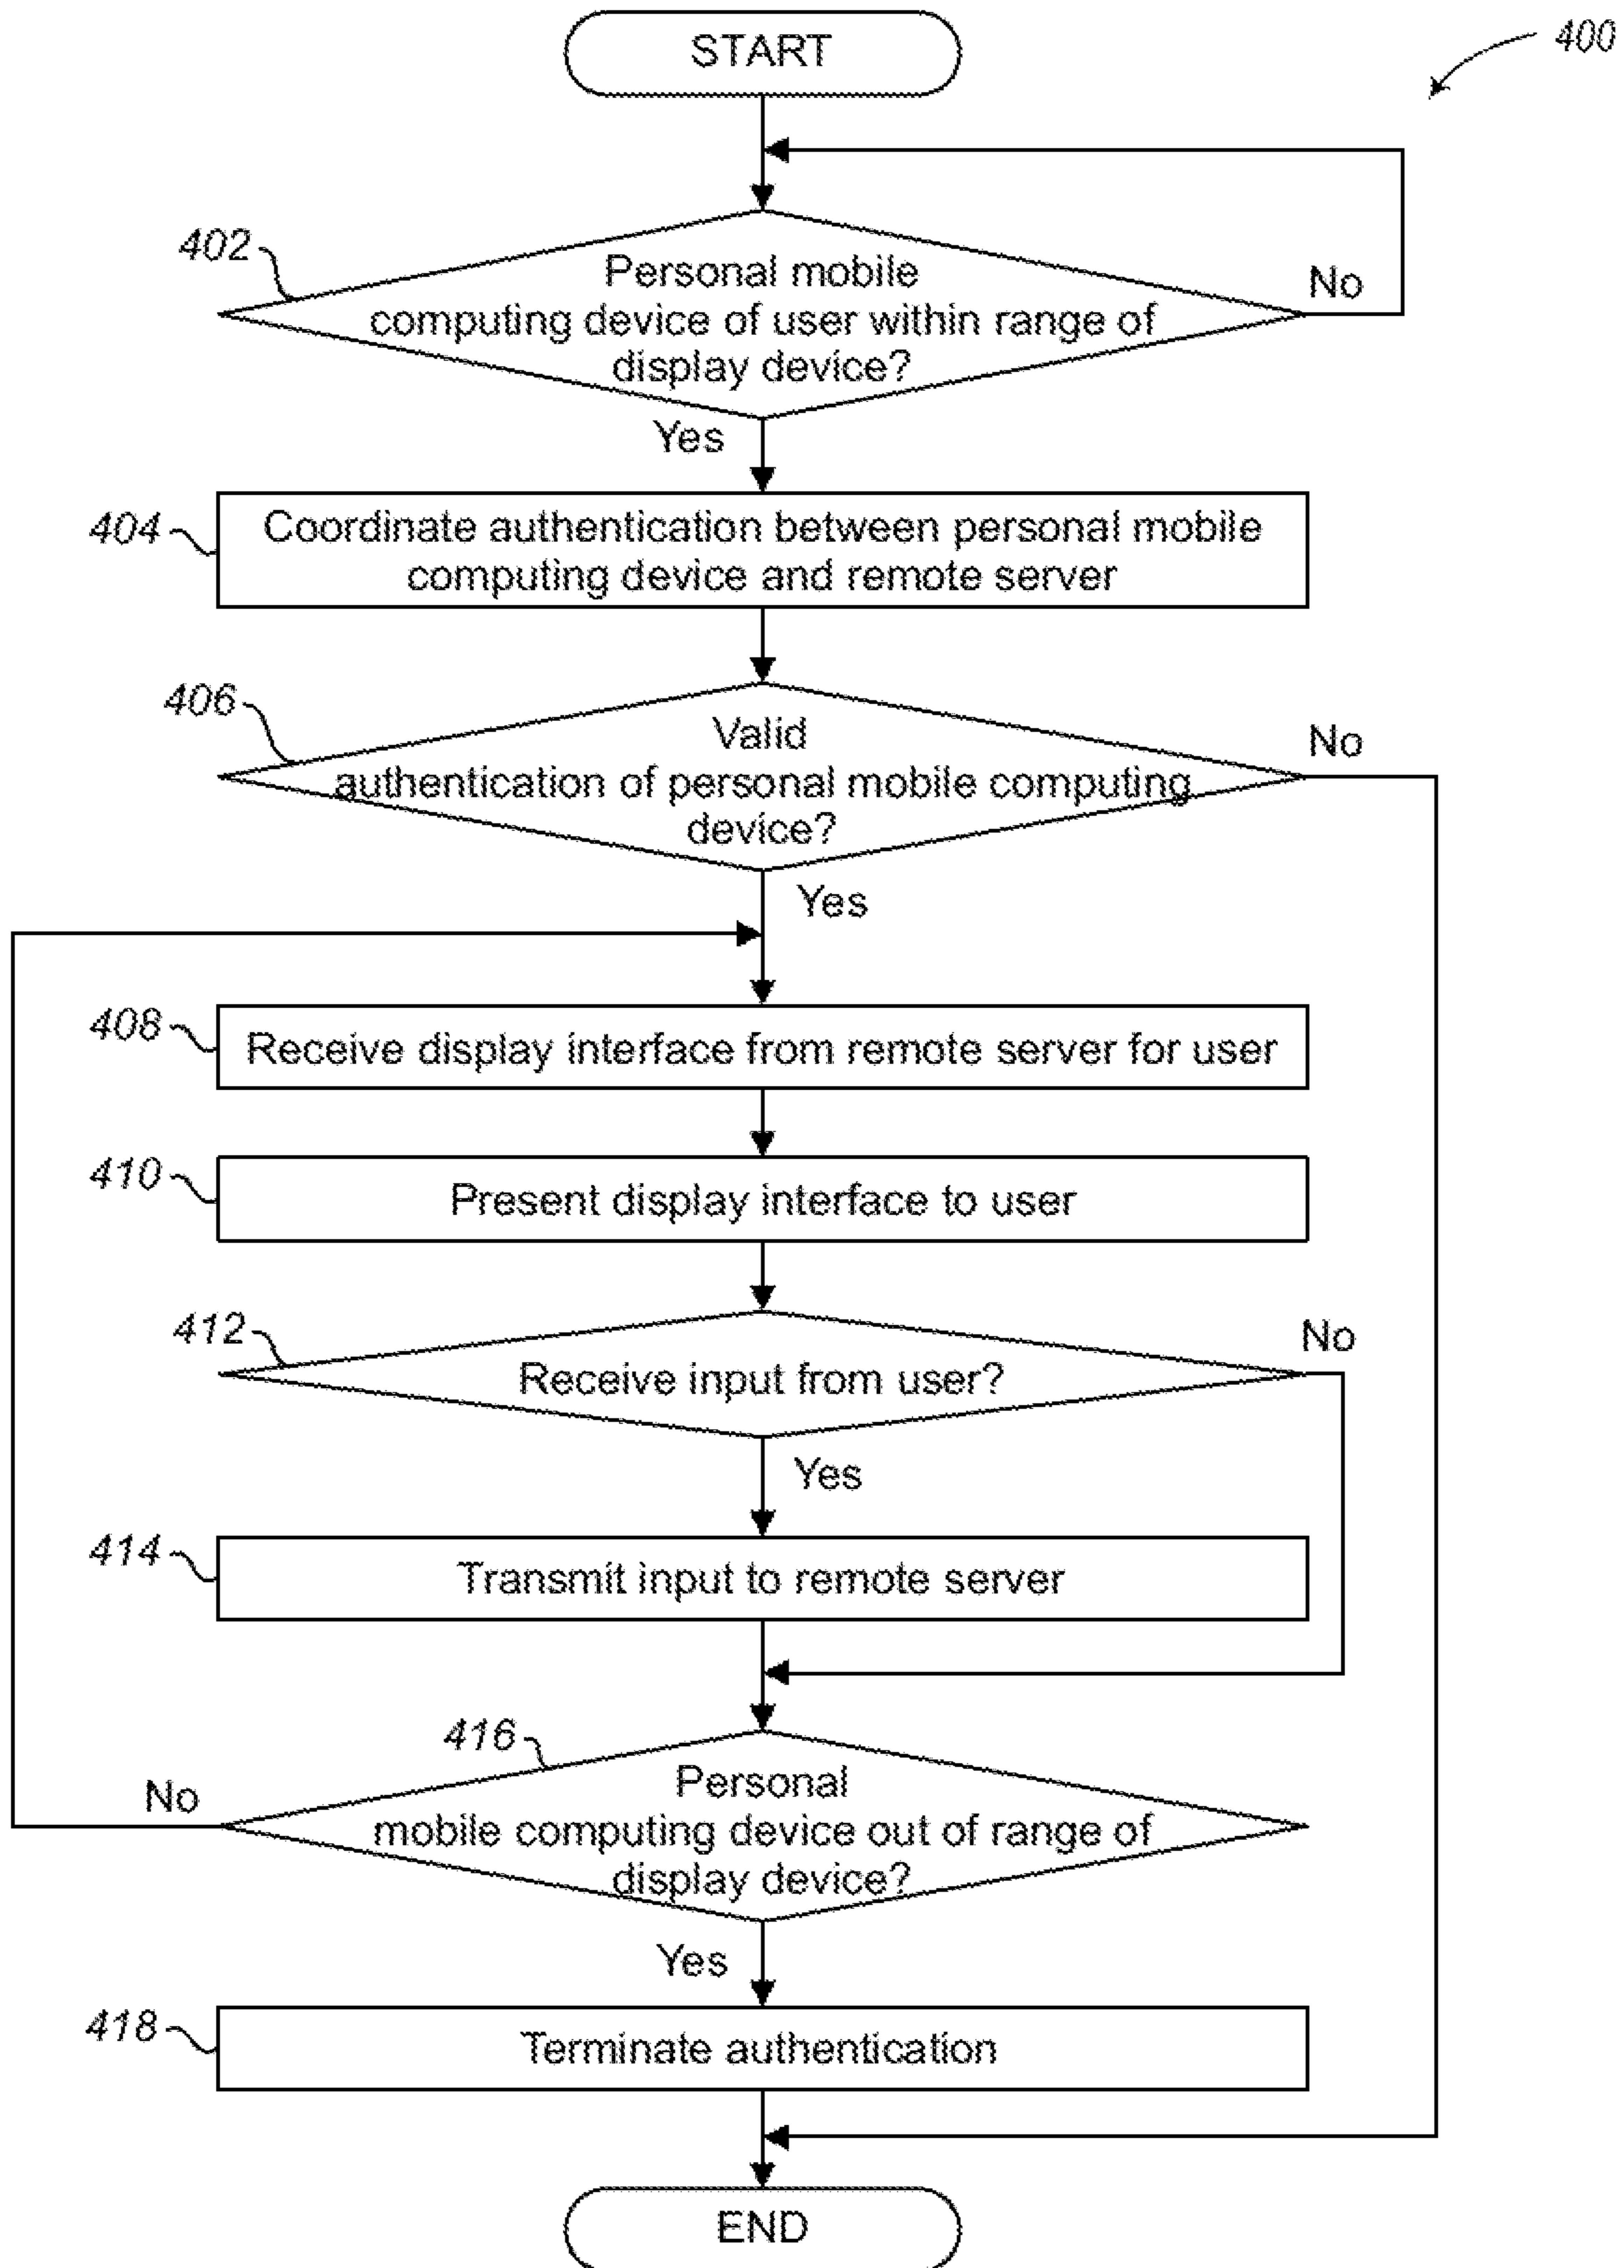 START
400
402
Personal mobile
computing device of user within range of
display device?
No
Yes
404
Coordinate authentication between personal mobile
computing device and remote server
406
Valid
authentication of personal mobile computing
device?
No
Yes
408
Receive display interface from remote server for user
410
Present display interface to user
412
Receive input from user?
No
Yes
414
Transmit input to remote server
416
Personal
mobile computing device out of range of
display device?
No
Yes
418
Terminate authentication
END